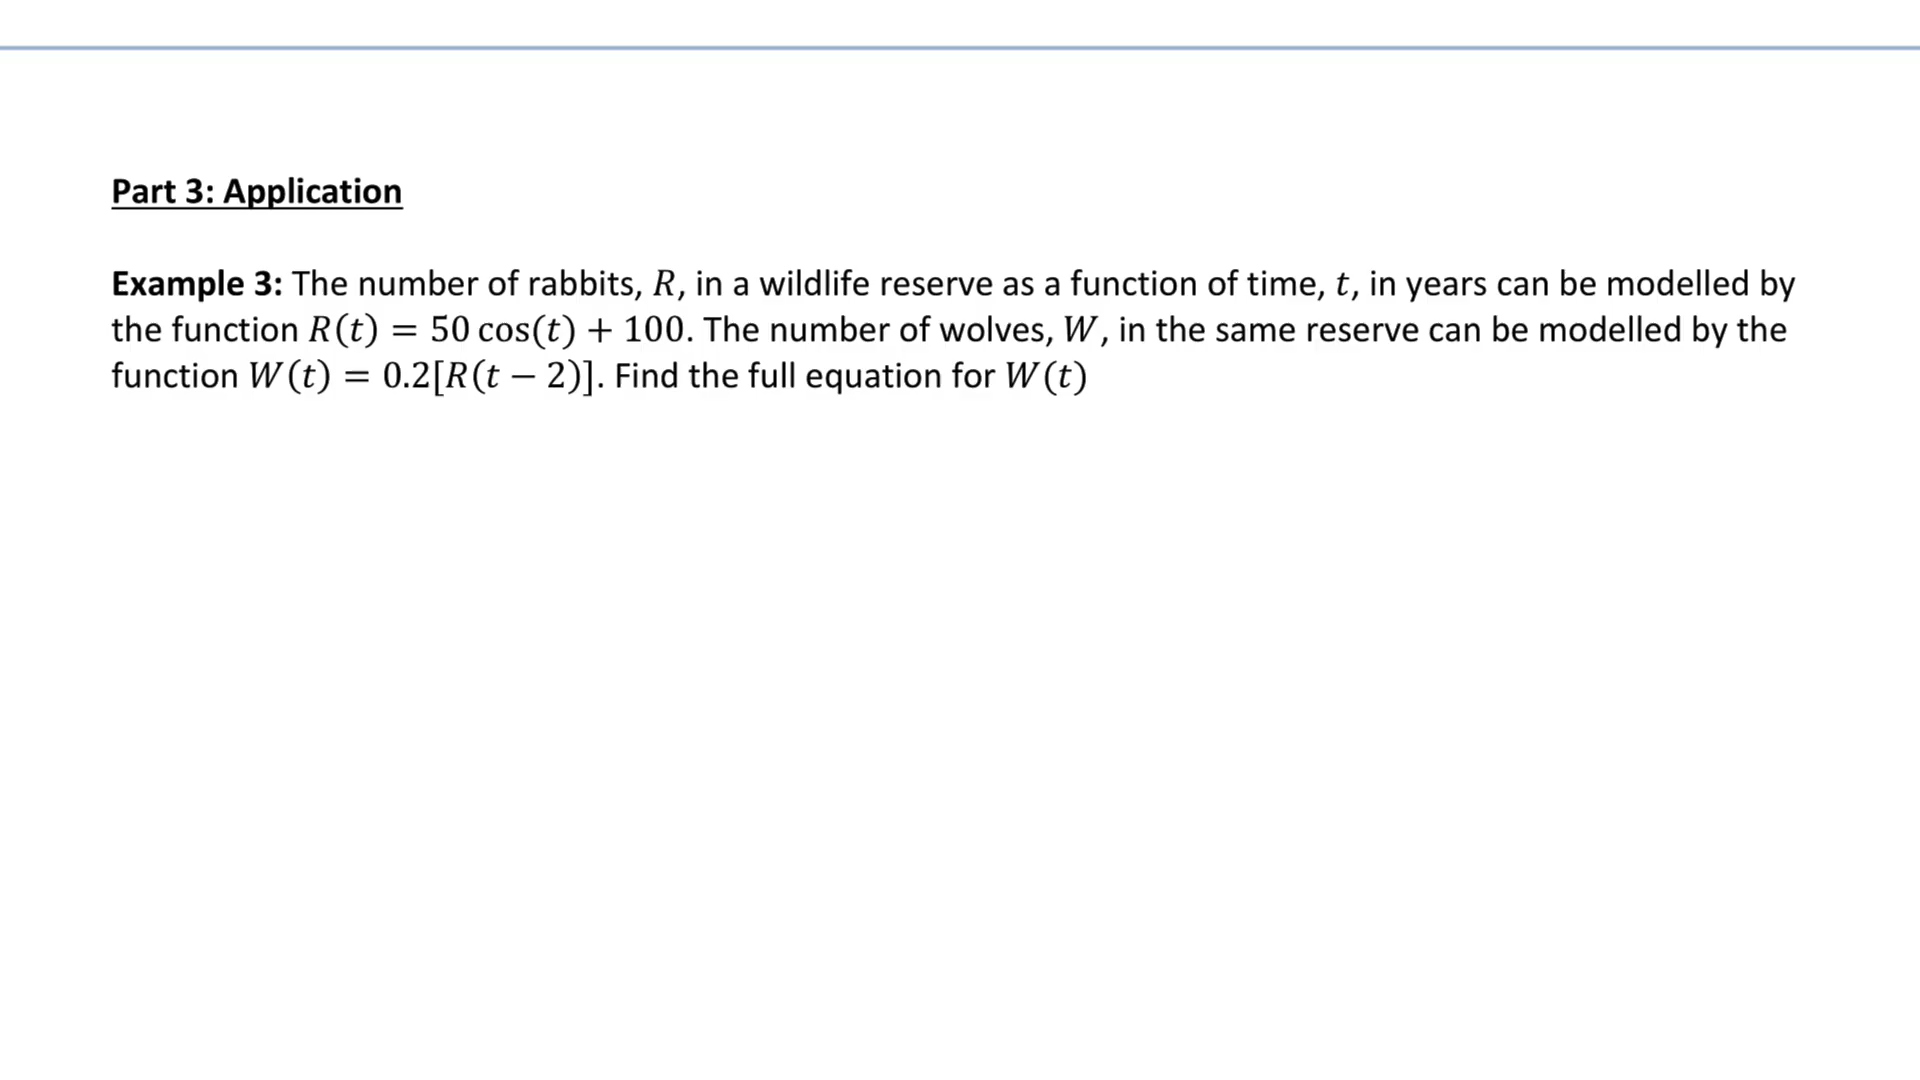 Part 3: Application
Example 3: The number of rabbits, R, in a wildlife reserve as a function of time, t, in years can be modelled by
the function R(t) = 50 cos(t) + 100. The number of wolves, W, in the same reserve can be modelled by the
function W(t) = 0.2[R(t − 2)]. Find the full equation for W(t)